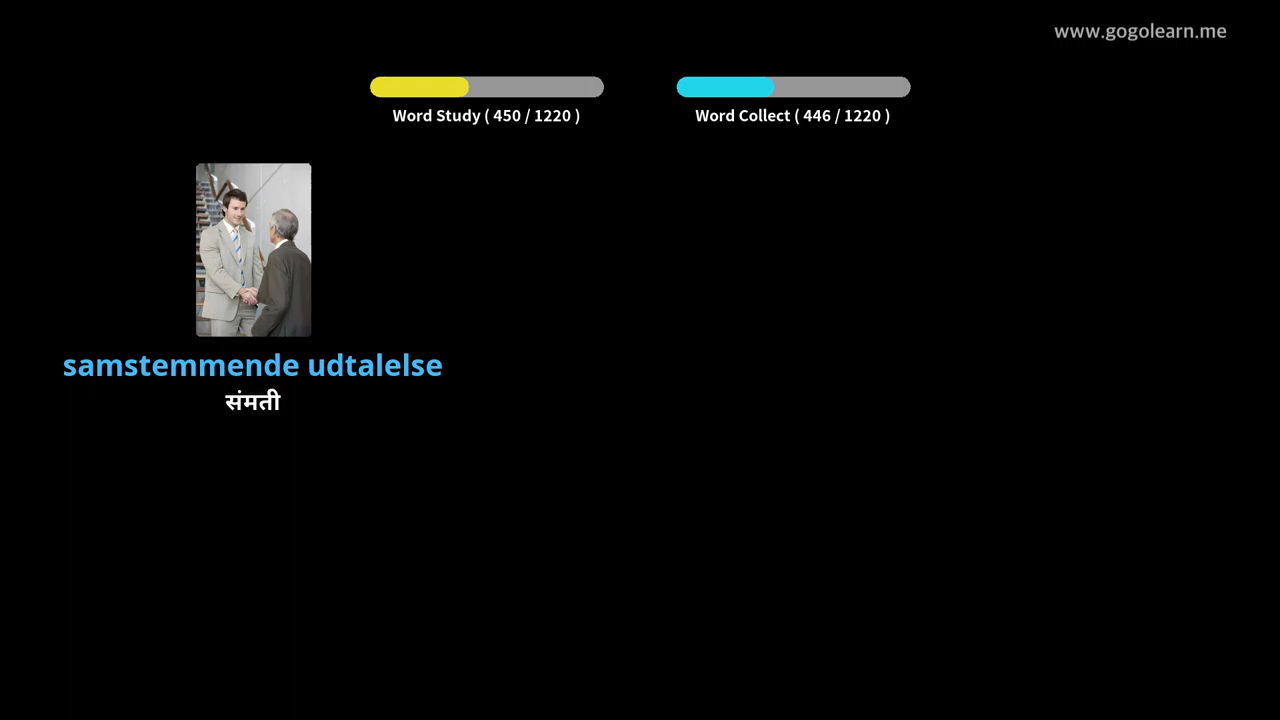 www.gogolearn.me
Word Study ( 450 / 1220 )
Word Collect ( 446 / 1220 )
samstemmende udtalelse
संमती